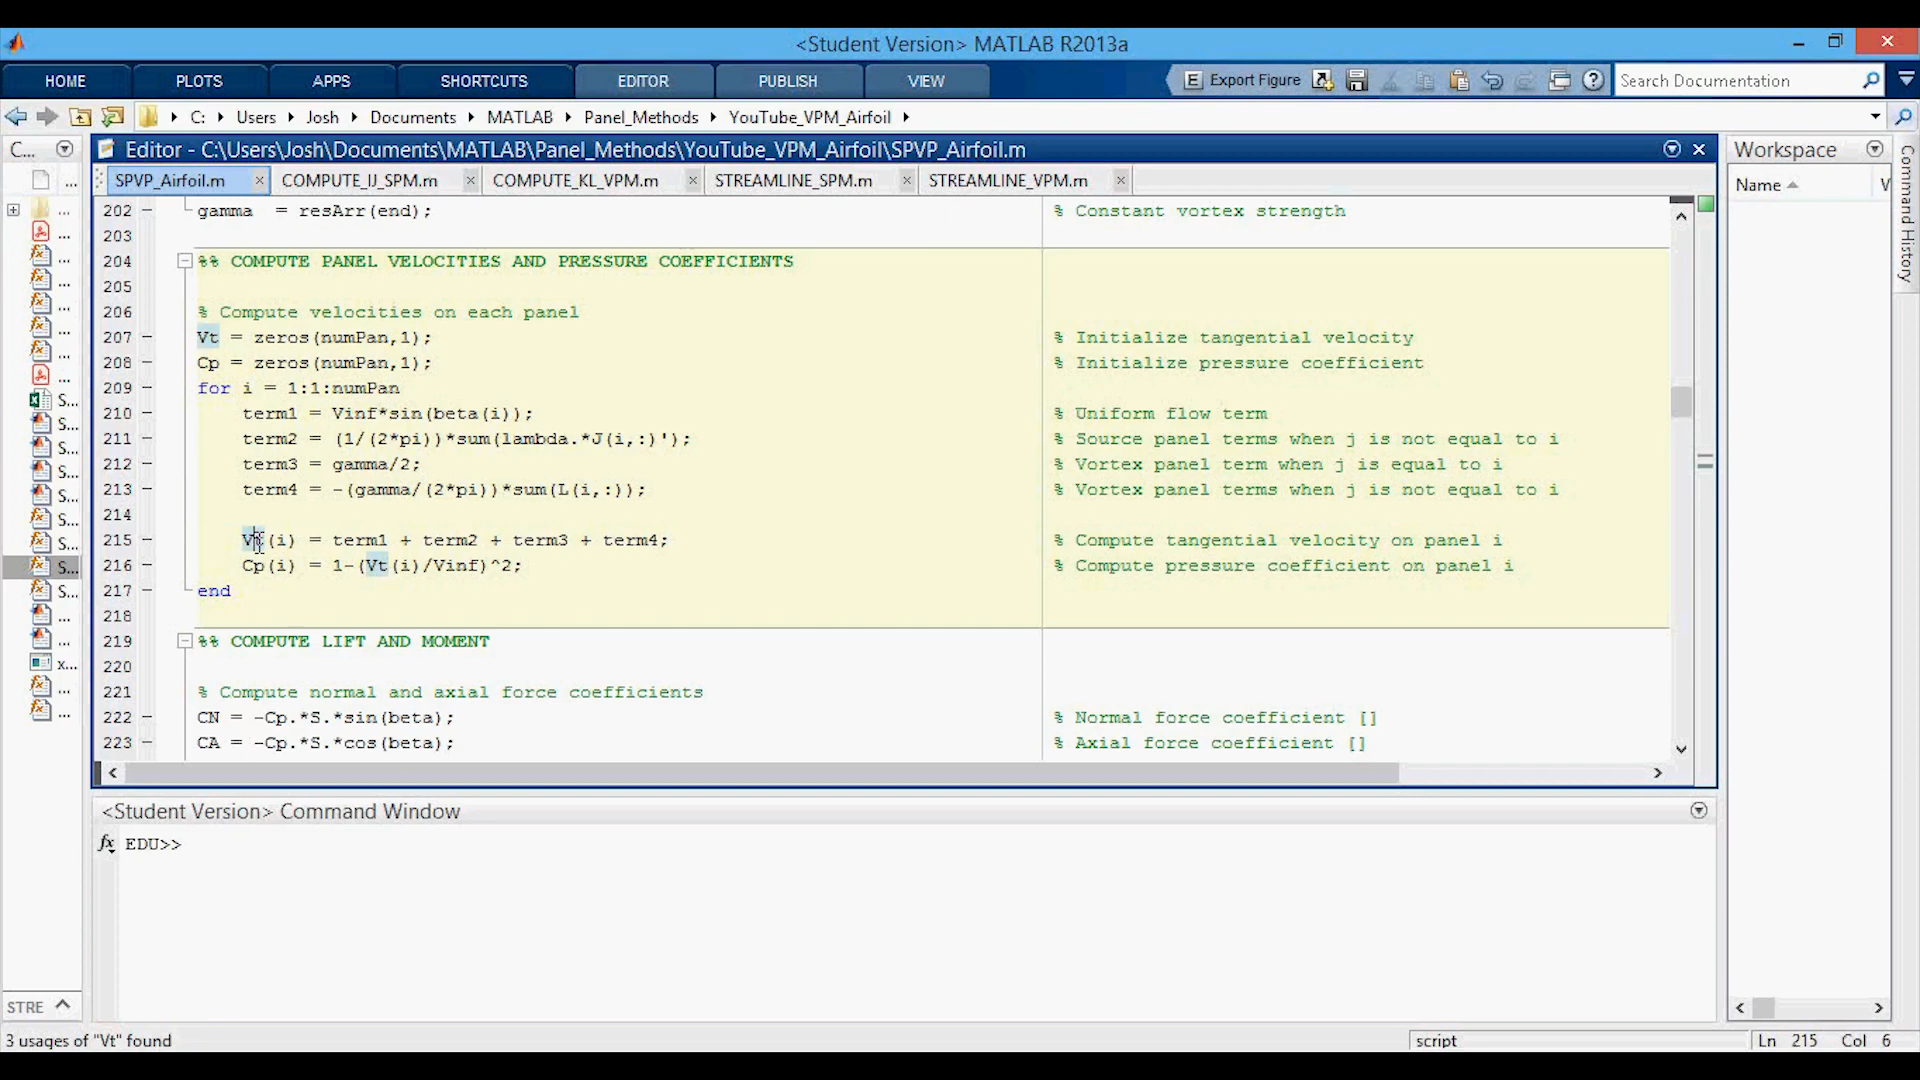 <Student Version> MATLAB R2013a
HOME PLOTS APPS SHORTCUTS EDITOR PUBLISH VIEW Export Figure Search Documentation
C: Users Josh Documents MATLAB Panel_Methods YouTube_VPM_Airfoil
C... Editor - C:\Users\Josh\Documents\MATLAB\Panel_Methods\YouTube_VPM_Airfoil\SPVP_Airfoil.m Workspace
SPVP_Airfoil.m COMPUTE_IJ_SPM.m COMPUTE_KL_VPM.m STREAMLINE_SPM.m STREAMLINE_VPM.m Name V
Command History
202 gamma = resArr(end); % Constant vortex strength
203
204 %% COMPUTE PANEL VELOCITIES AND PRESSURE COEFFICIENTS
205
206 % Compute velocities on each panel
207 Vt = zeros(numPan,1); % Initialize tangential velocity
208 Cp = zeros(numPan,1); % Initialize pressure coefficient
209 for i = 1:1:numPan
210 term1 = Vinf*sin(beta(i)); % Uniform flow term
211 term2 = (1/(2*pi))*sum(lambda.*J(i,:)'); % Source panel terms when j is not equal to i
212 term3 = gamma/2; % Vortex panel term when j is equal to i
213 term4 = -(gamma/(2*pi))*sum(L(i,:)); % Vortex panel terms when j is not equal to i
214
215 Vt(i) = term1 + term2 + term3 + term4; % Compute tangential velocity on panel i
216 Cp(i) = 1-(Vt(i)/Vinf)^2; % Compute pressure coefficient on panel i
217 end
218
219 %% COMPUTE LIFT AND MOMENT
220
221 % Compute normal and axial force coefficients
222 CN = -Cp.*S.*sin(beta); % Normal force coefficient []
223 CA = -Cp.*S.*cos(beta); % Axial force coefficient []
S...
S...
S...
S...
S...
S...
S...
S...
S...
x...
<Student Version> Command Window
fx EDU>>
STRE
3 usages of "Vt" found script Ln 215 Col 6